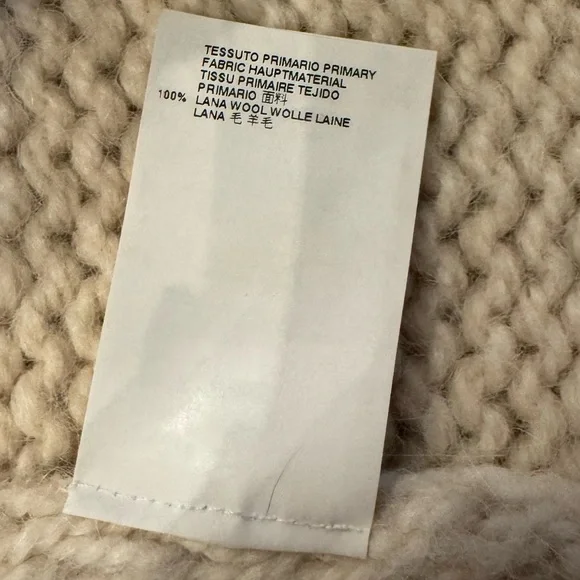 TESSUTO PRIMARIO PRIMARY
FABRIC HAUPTMATERIAL
TISSU PRIMAIRE TEJIDO
PRIMARIO 面料
100% LANA WOOL WOLLE LAINE
LANA 毛 羊毛